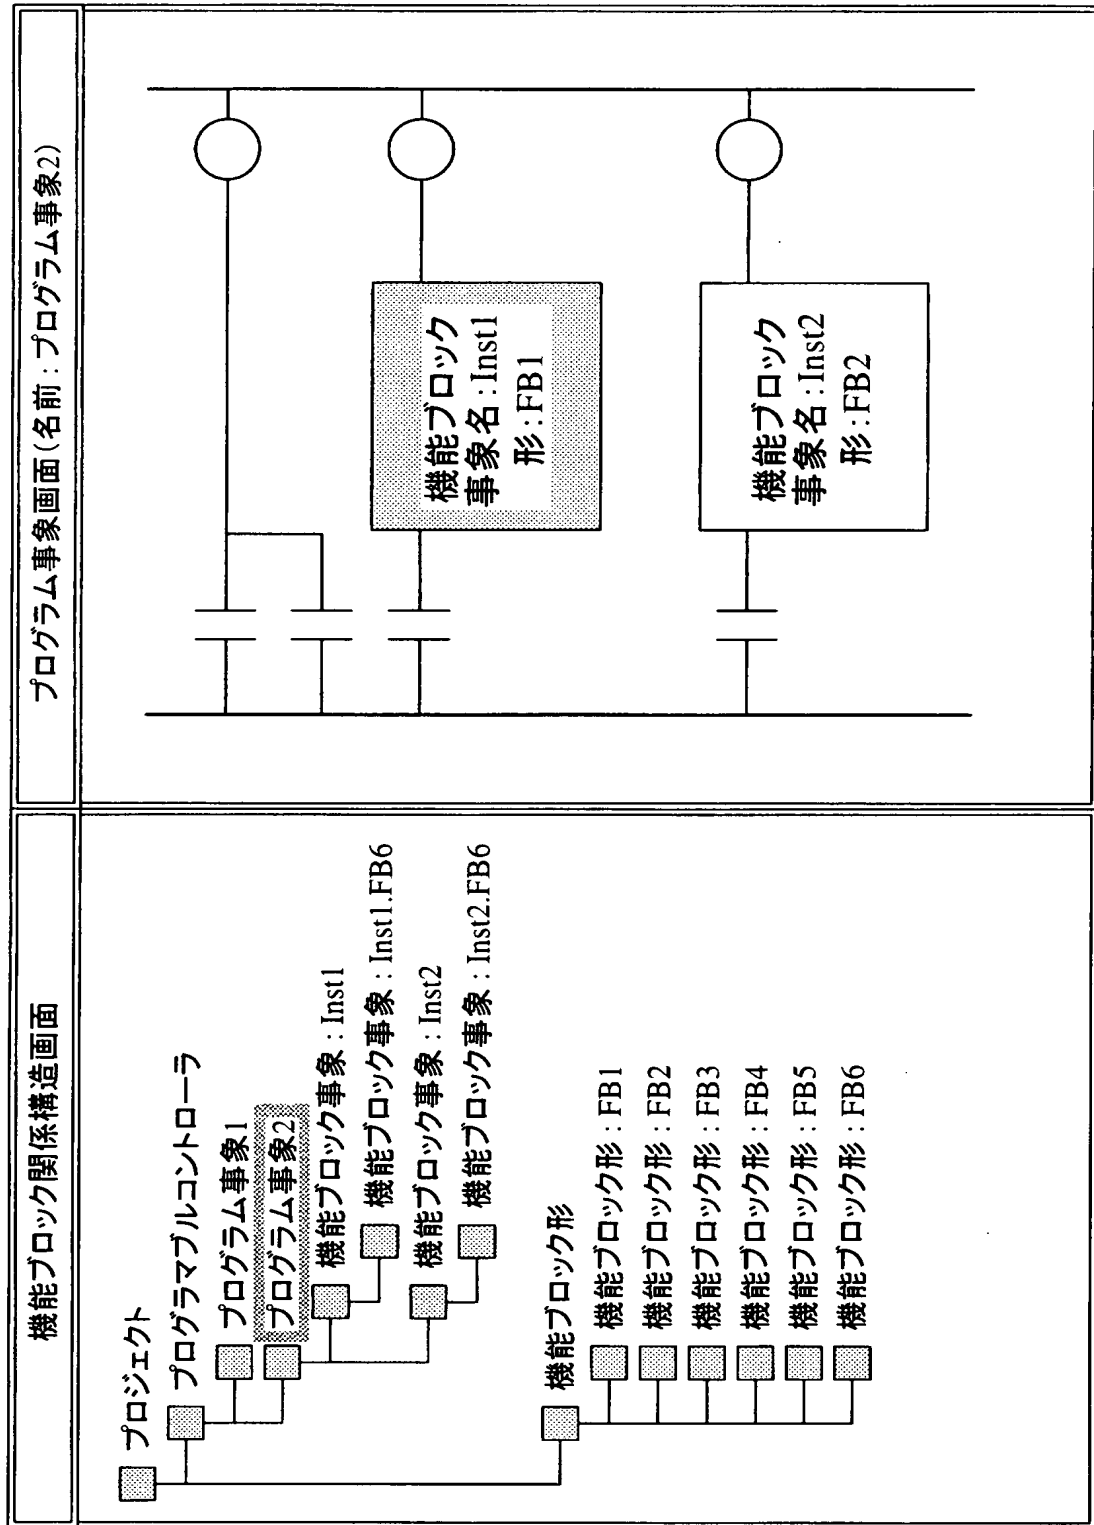 機能ブロック関係構造画面
プロジェクト
プログラマブルコントローラ
プログラム事象1
プログラム事象2
機能ブロック事象:Inst1
機能ブロック事象:Inst1.FB6
機能ブロック事象:Inst2
機能ブロック事象:Inst2.FB6
機能ブロック形
機能ブロック形:FB1
機能ブロック形:FB2
機能ブロック形:FB3
機能ブロック形:FB4
機能ブロック形:FB5
機能ブロック形:FB6
プログラム事象画面(名前:プログラム事象2)
機能ブロック
事象名:Inst1
形:FB1
機能ブロック
事象名:Inst2
形:FB2